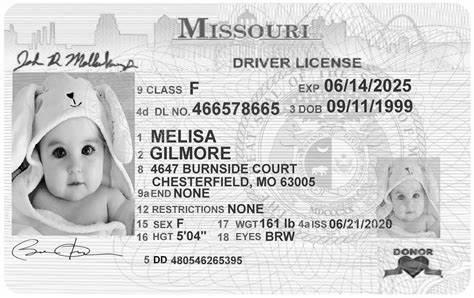 MISSOURI
DRIVER LICENSE
9 CLASS F
EXP 06/14/2025
4d DL NO. 466578665
3 DOB 09/11/1999
1 MELISA
2 GILMORE
8 4647 BURNSIDE COURT
CHESTERFIELD, MO 63005
9a END NONE
12 RESTRICTIONS NONE
15 SEX F
17 WGT 161 lb
4a ISS 06/21/2020
16 HGT 5'04"
18 EYES BRW
5 DD 480546265395
DONOR